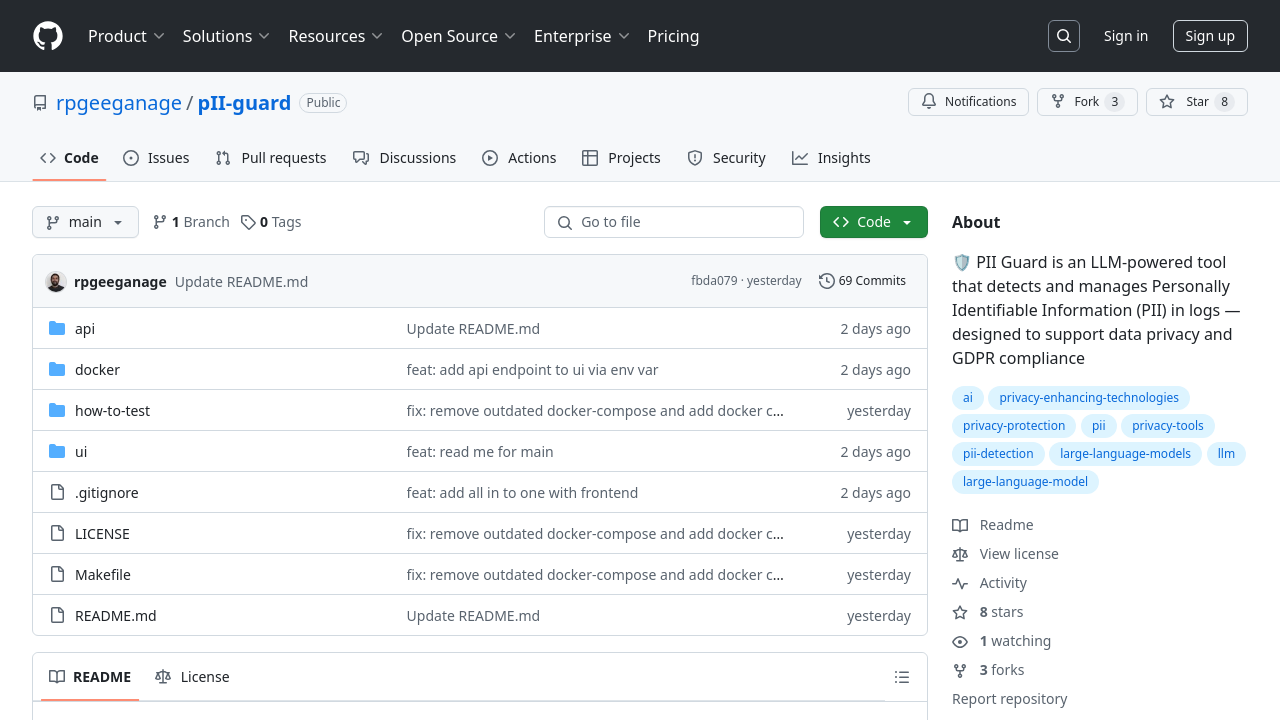 Product Solutions Resources Open Source Enterprise Pricing Sign in Sign up
rpgeeganage / pII-guard Public Notifications Fork 3 Star 8
Code Issues Pull requests Discussions Actions Projects Security Insights
main 1 Branch 0 Tags Go to file Code
rpgeeganage Update README.md fbda079 · yesterday 69 Commits
api Update README.md 2 days ago
docker feat: add api endpoint to ui via env var 2 days ago
how-to-test fix: remove outdated docker-compose and add docker c… yesterday
ui feat: read me for main 2 days ago
.gitignore feat: add all in to one with frontend 2 days ago
LICENSE fix: remove outdated docker-compose and add docker c… yesterday
Makefile fix: remove outdated docker-compose and add docker c… yesterday
README.md Update README.md yesterday
README License
About
🛡️ PII Guard is an LLM-powered tool
that detects and manages Personally
Identifiable Information (PII) in logs —
designed to support data privacy and
GDPR compliance
ai privacy-enhancing-technologies
privacy-protection pii privacy-tools
pii-detection large-language-models llm
large-language-model
Readme
View license
Activity
8 stars
1 watching
3 forks
Report repository